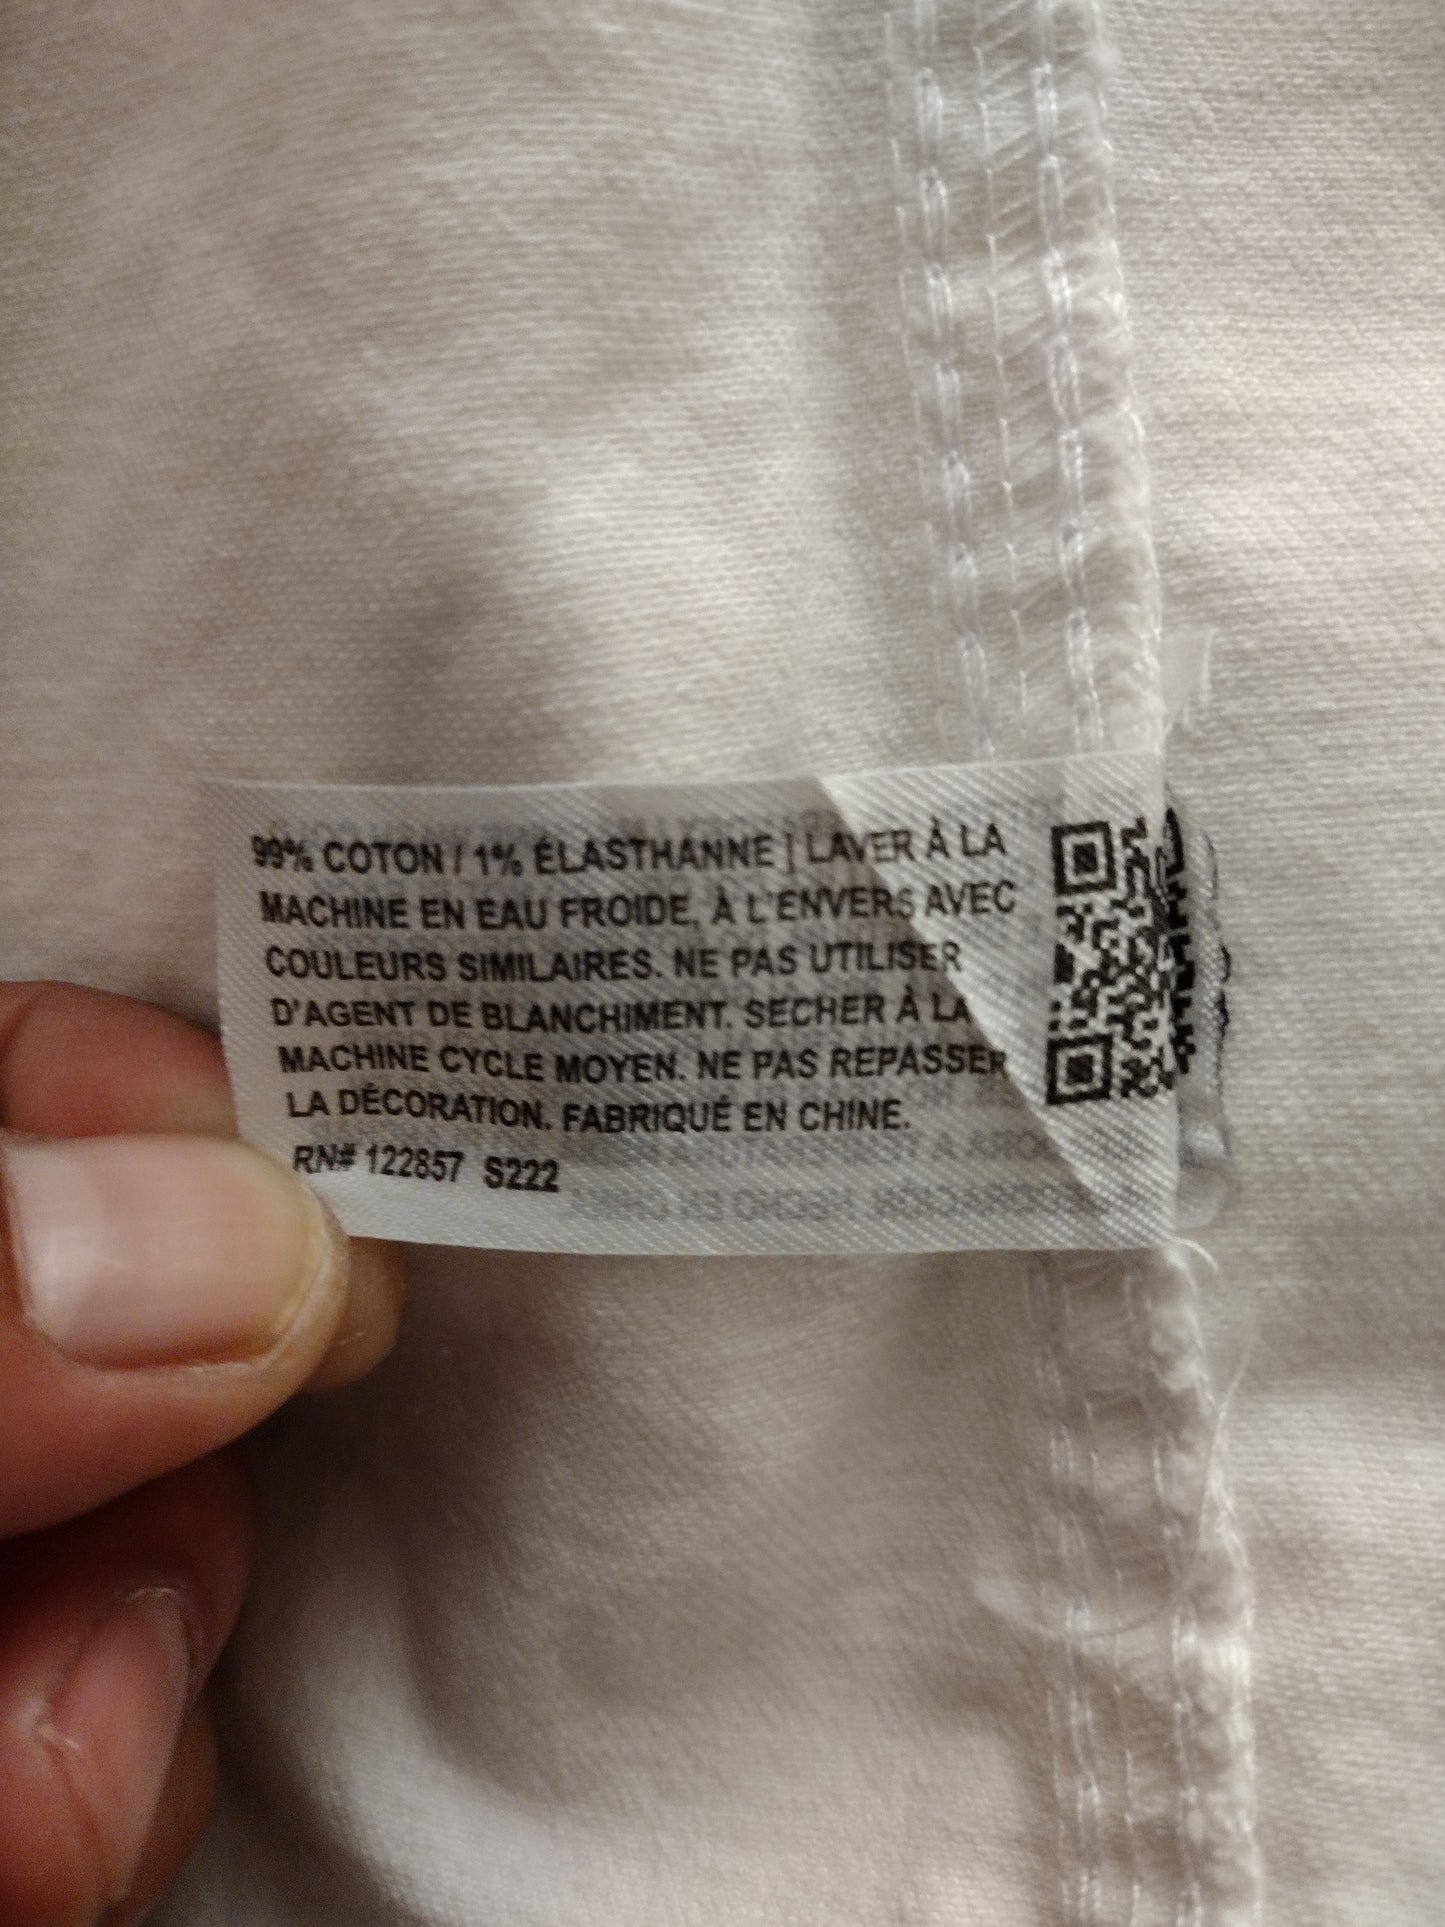 99% COTON / 1% ÉLASTHANNE | LAVER À LA
MACHINE EN EAU FROIDE, À L'ENVERS AVEC
COULEURS SIMILAIRES. NE PAS UTILISER
D'AGENT DE BLANCHIMENT. SECHER À LA
MACHINE CYCLE MOYEN. NE PAS REPASSER
LA DÉCORATION. FABRIQUÉ EN CHINE.
RN# 122857 S222